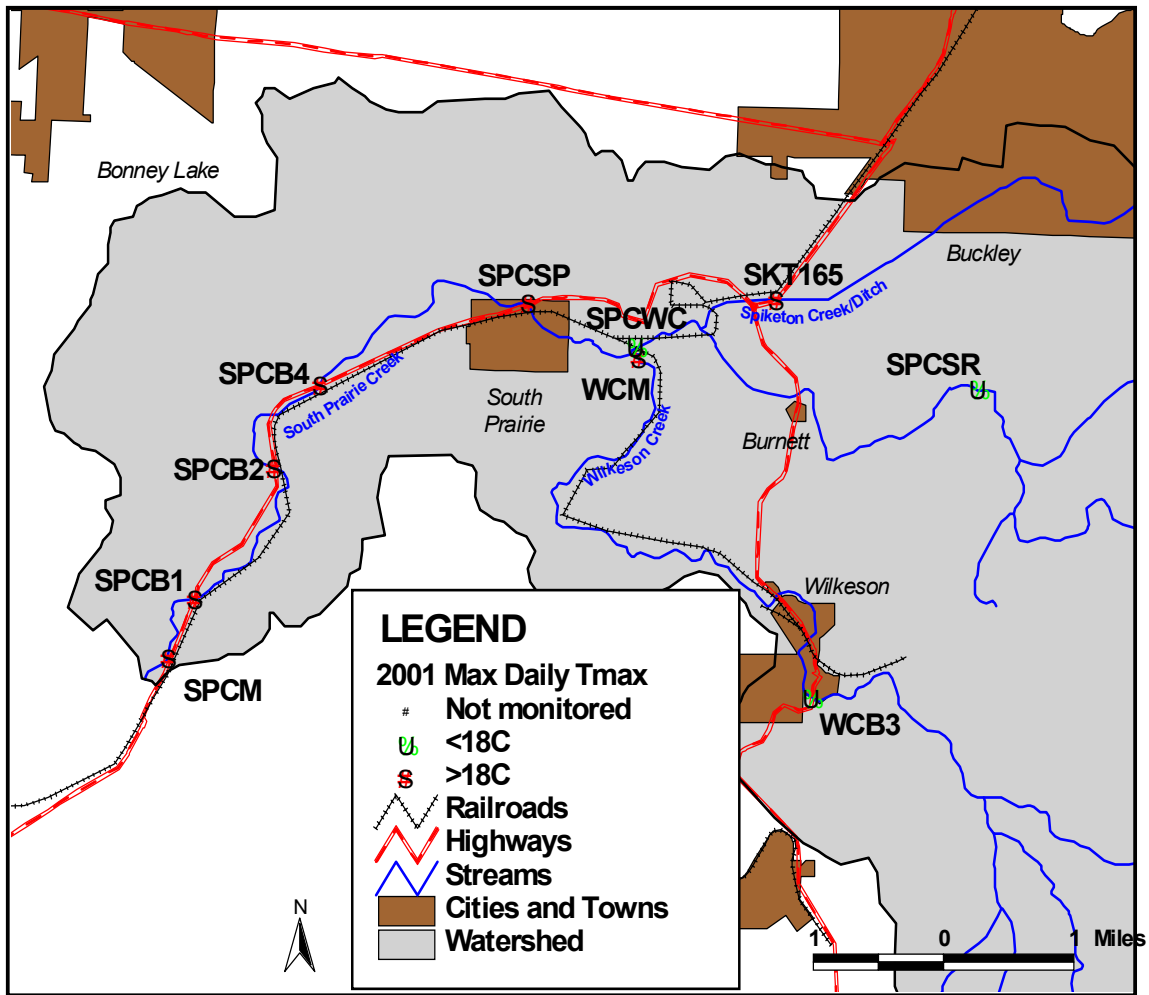 Bonney Lake
Buckley
SPCSP
SKT165
Spiketon Creek/Ditch
SPCWC
SPCSR
SPCB4
WCM
South Prairie Creek
South
Prairie
Burnett
Wilkeson Creek
SPCB2
SPCB1
Wilkeson
SPCM
WCB3
LEGEND
2001 Max Daily Tmax
# Not monitored
U % <18C
S # >18C
Railroads
Highways
Streams
Cities and Towns
Watershed
N
1 0 1 Miles